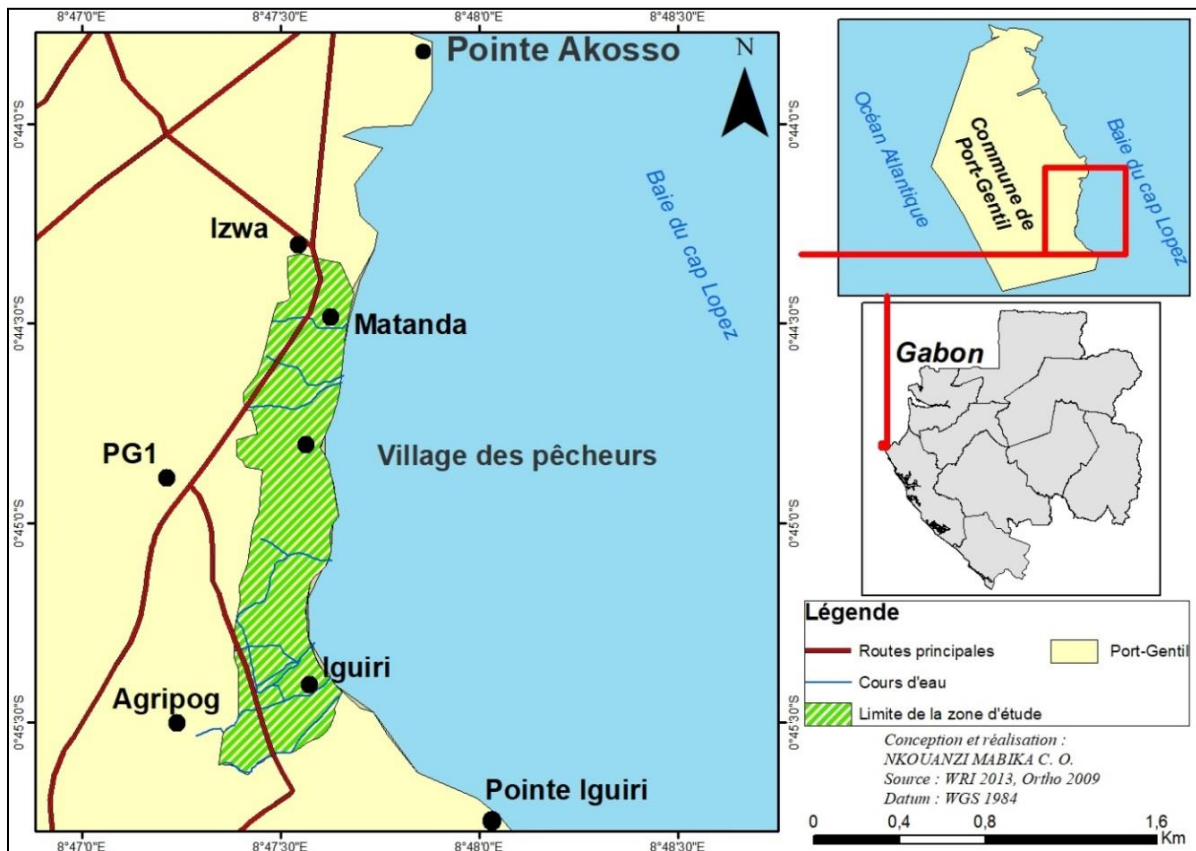 8°47'0"E
8°47'30"E
8°48'0"E
8°48'30"E
Pointe Akosso
N
0°44'0"S
0°44'0"S
Izwa
Baie du cap Lopez
Matanda
0°44'30"S
0°44'30"S
PG1
Village des pêcheurs
0°45'0"S
0°45'0"S
Iguiri
Agripog
0°45'30"S
0°45'30"S
Pointe Iguiri
8°47'0"E
8°47'30"E
8°48'0"E
8°48'30"E
Océan Atlantique
Commune de
Port-Gentil
Baie du cap Lopez
Gabon
Légende
Routes principales
Port-Gentil
Cours d'eau
Limite de la zone d'étude
Conception et réalisation :
NKOUANZI MABIKA C. O.
Source : WRI 2013, Ortho 2009
Datum : WGS 1984
0 0,4 0,8 1,6
Km